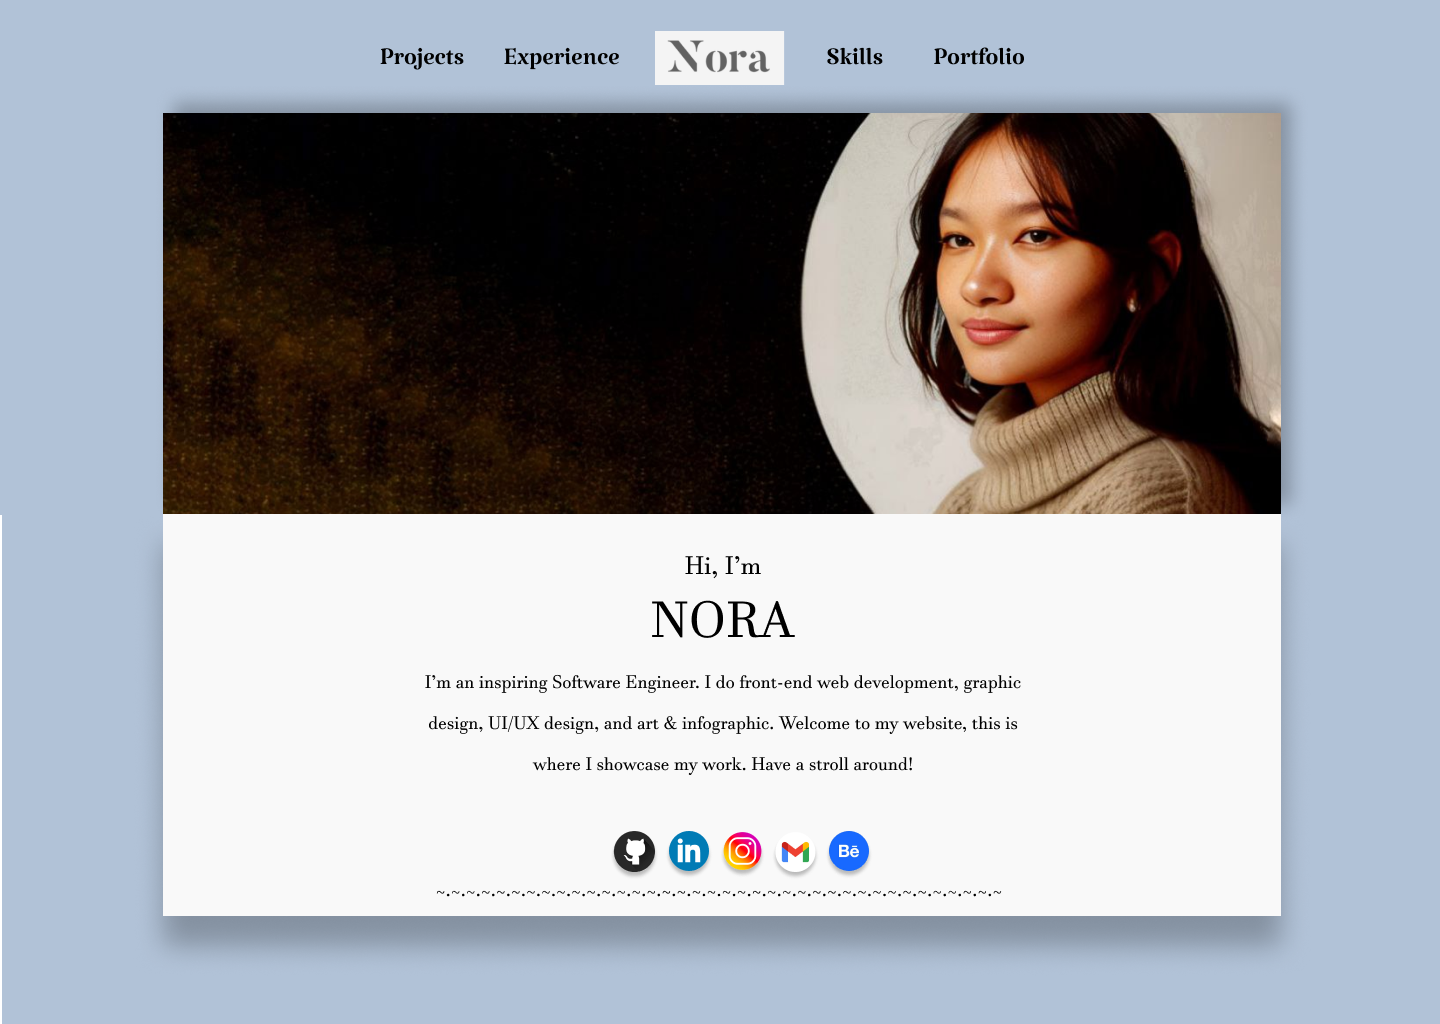 Projects Experience Nora Skills Portfolio
Hi, I’m
NORA
I’m an inspiring Software Engineer. I do front-end web development, graphic
design, UI/UX design, and art & infographic. Welcome to my website, this is
where I showcase my work. Have a stroll around!
in Bē
~.~.~.~.~.~.~.~.~.~.~.~.~.~.~.~.~.~.~.~.~.~.~.~.~.~.~.~.~.~.~.~.~.~.~.~.~.~